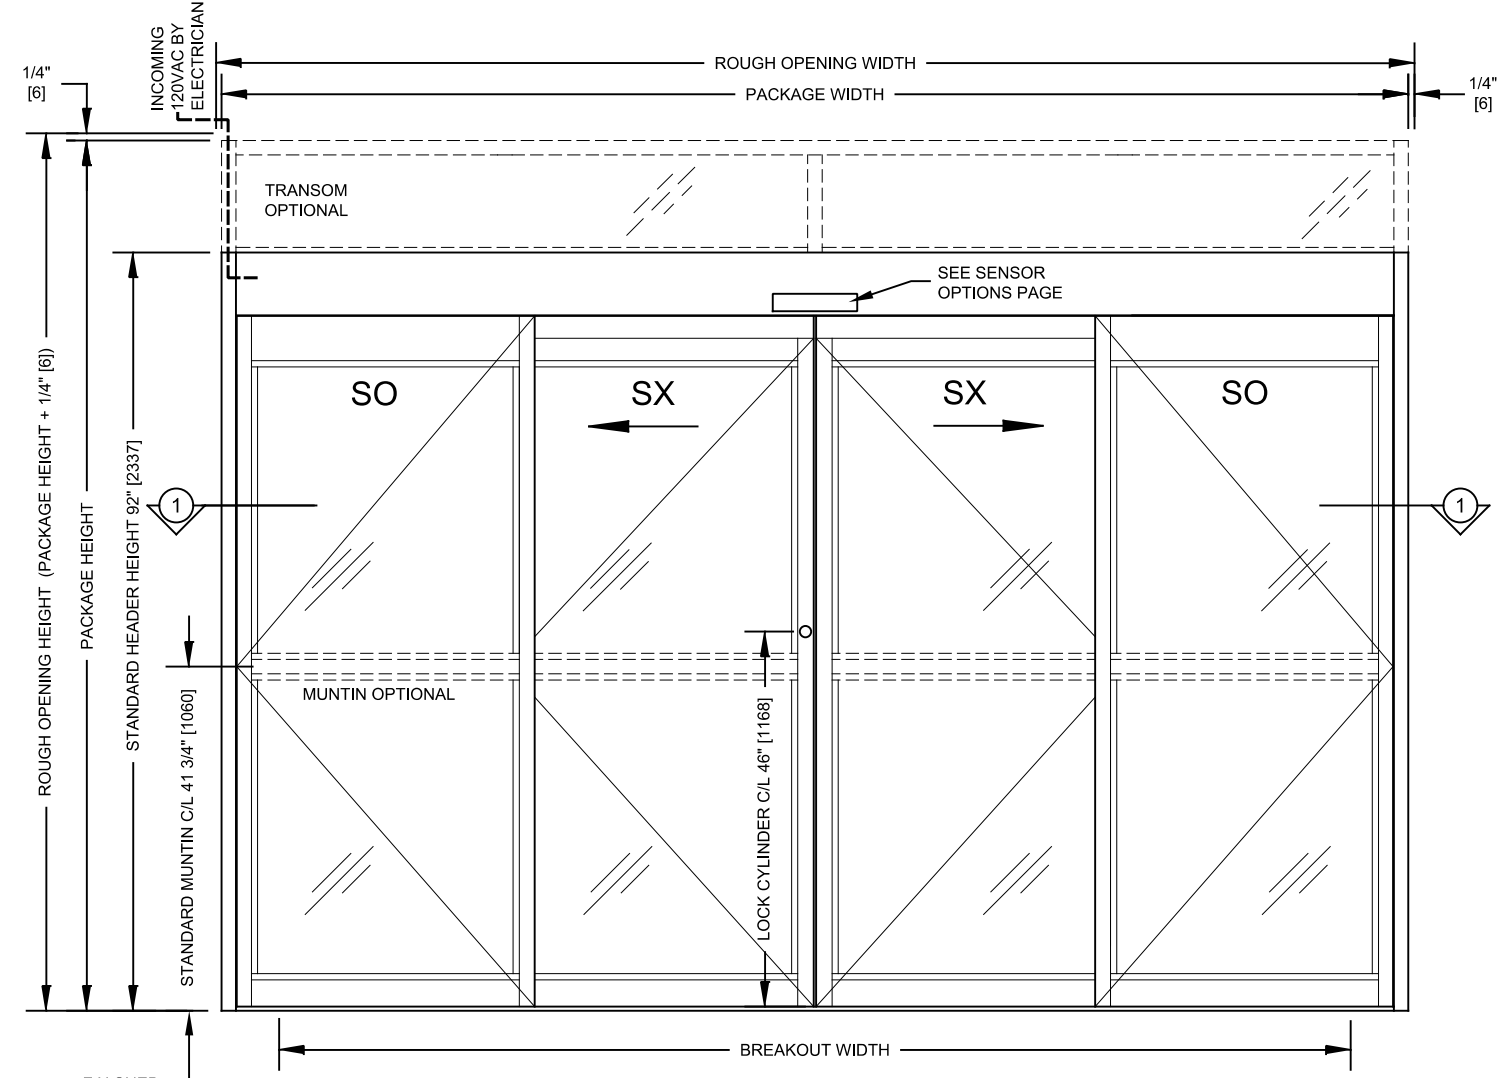 INCOMING
120VAC BY
ELECTRICIAN
ROUGH OPENING WIDTH
PACKAGE WIDTH
1/4"
[6]
1/4"
[6]
TRANSOM
OPTIONAL
SEE SENSOR
OPTIONS PAGE
SO
SX
SX
SO
1
1
ROUGH OPENING HEIGHT (PACKAGE HEIGHT + 1/4" [6])
PACKAGE HEIGHT
STANDARD HEADER HEIGHT 92" [2337]
STANDARD MUNTIN C/L 41 3/4" [1060]
MUNTIN OPTIONAL
LOCK CYLINDER C/L 46" [1168]
BREAKOUT WIDTH